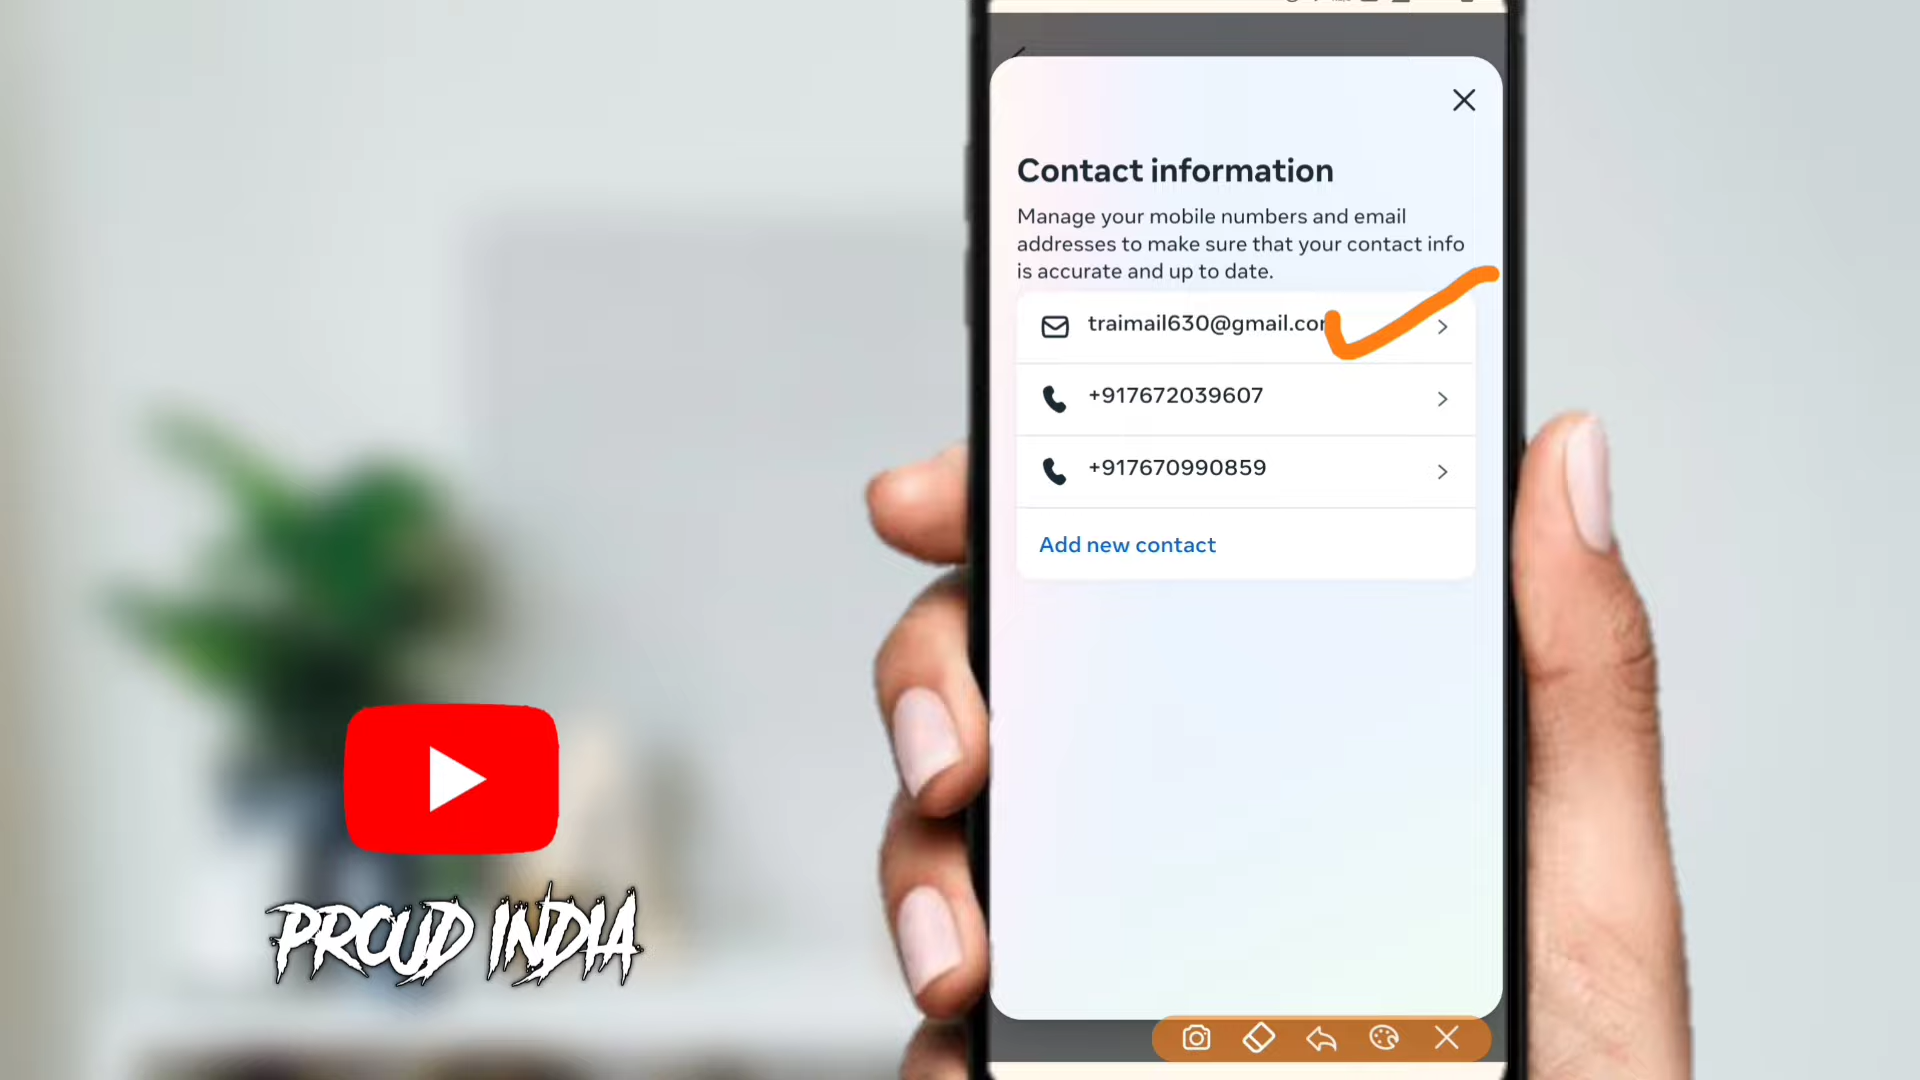 Contact information
Manage your mobile numbers and email
addresses to make sure that your contact info
is accurate and up to date.
traimail630@gmail.com
+917672039607
+917670990859
Add new contact
PROUD INDIA